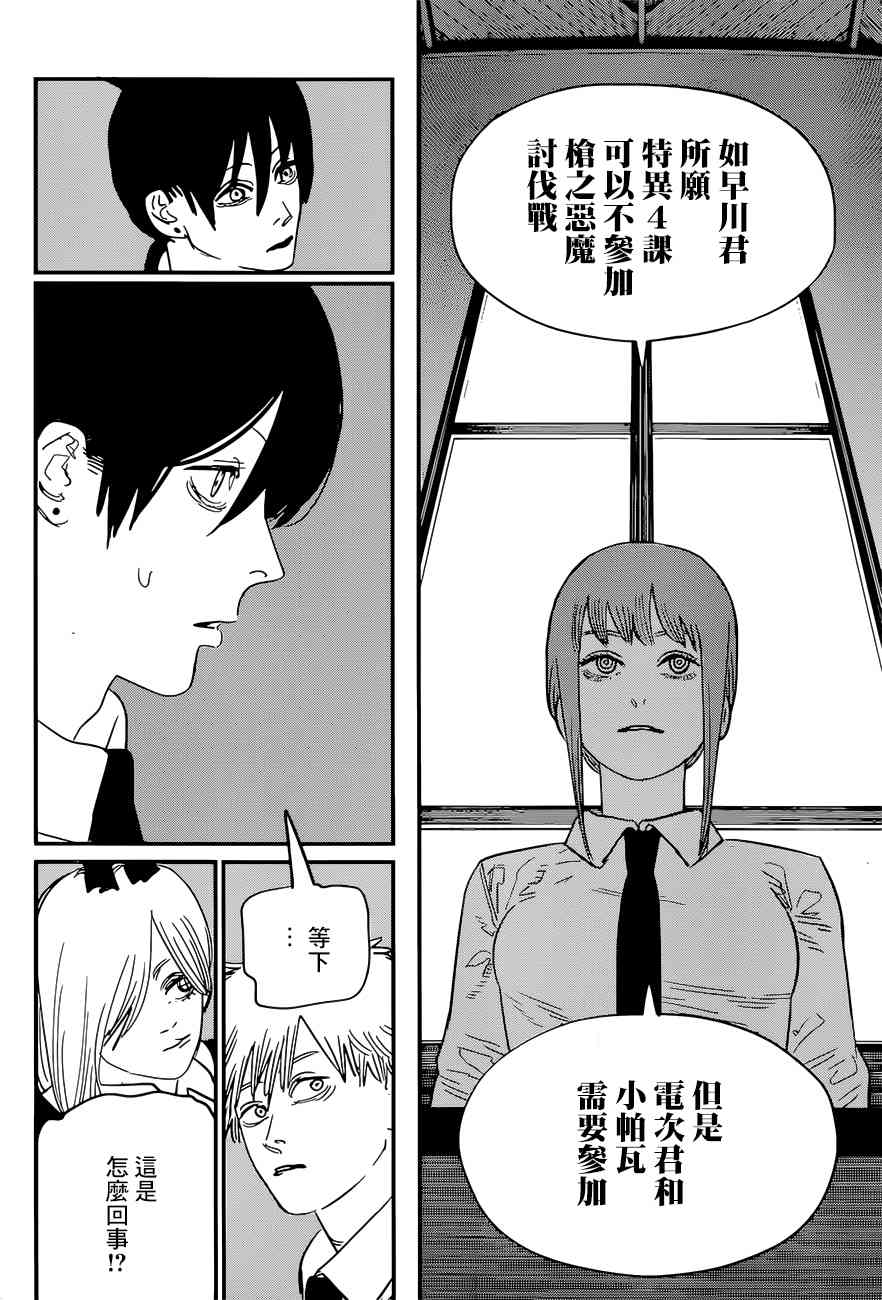 如早川君
所願
特異4課
可以不參加
槍之惡魔
討伐戰
但是
電次君和
小帕瓦
需要參加
等下
…
這是
怎麼回事!?